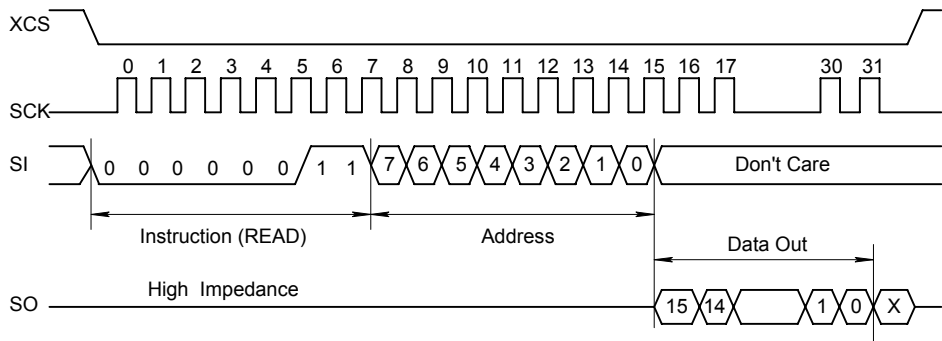 XCS
0 1 2 3 4 5 6 7 8 9 10 11 12 13 14 15 16 17 30 31
SCK
SI 0 0 0 0 0 0 1 1 7 6 5 4 3 2 1 0 Don't Care
Instruction (READ) Address
Data Out
High Impedance
SO 15 14 1 0 X